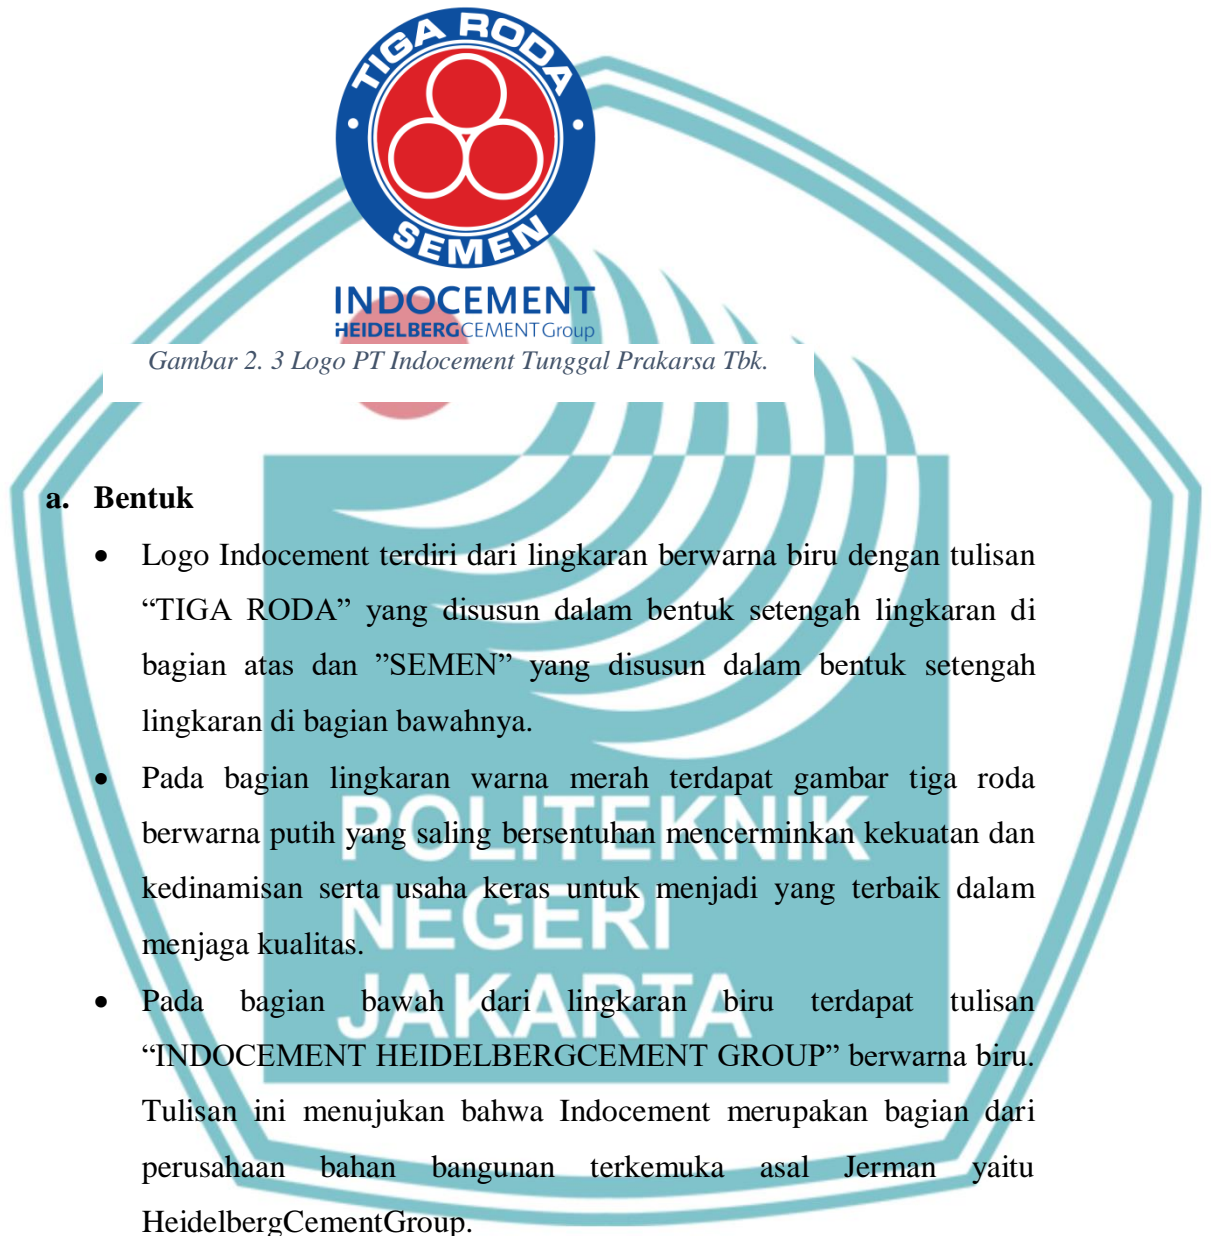 TIGA RODA
SEMEN
INDOCEMENT
HEIDELBERGCEMENT Group
Gambar 2. 3 Logo PT Indocement Tunggal Prakarsa Tbk.
a. Bentuk
• Logo Indocement terdiri dari lingkaran berwarna biru dengan tulisan
“TIGA RODA” yang disusun dalam bentuk setengah lingkaran di
bagian atas dan ”SEMEN” yang disusun dalam bentuk setengah
lingkaran di bagian bawahnya.
• Pada bagian lingkaran warna merah terdapat gambar tiga roda
berwarna putih yang saling bersentuhan mencerminkan kekuatan dan
kedinamisan serta usaha keras untuk menjadi yang terbaik dalam
menjaga kualitas.
• Pada bagian bawah dari lingkaran biru terdapat tulisan
“INDOCEMENT HEIDELBERGCEMENT GROUP” berwarna biru.
Tulisan ini menujukan bahwa Indocement merupakan bagian dari
perusahaan bahan bangunan terkemuka asal Jerman yaitu
HeidelbergCementGroup.
POLITEKNIK
NEGERI
JAKARTA